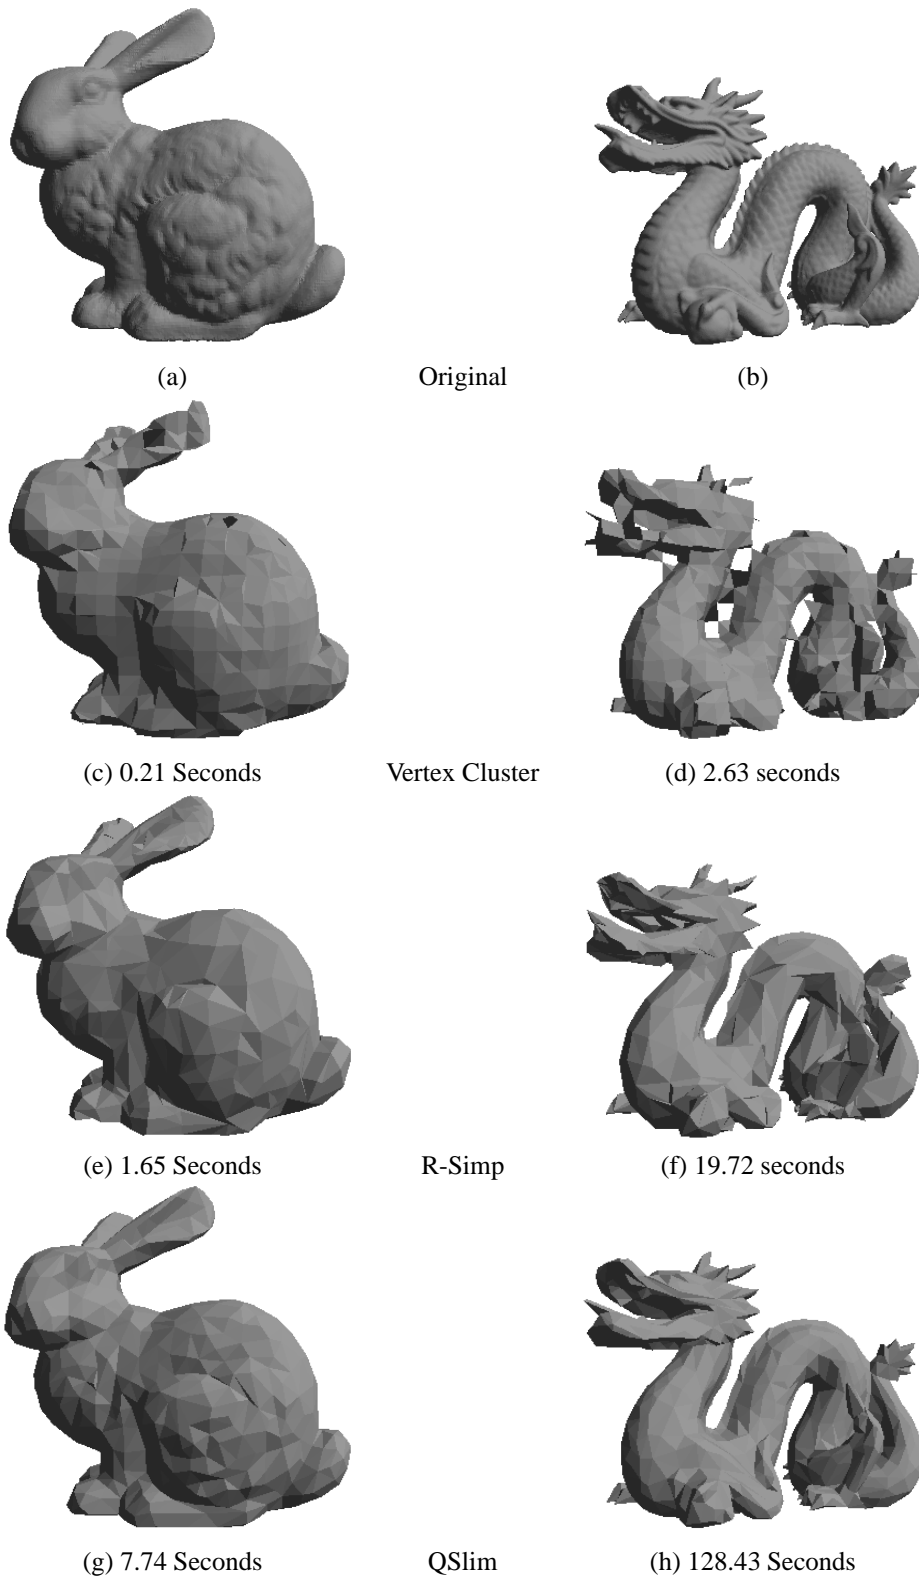 (a) Original (b)
(c) 0.21 Seconds Vertex Cluster (d) 2.63 seconds
(e) 1.65 Seconds R-Simp (f) 19.72 seconds
(g) 7.74 Seconds QSlim (h) 128.43 Seconds